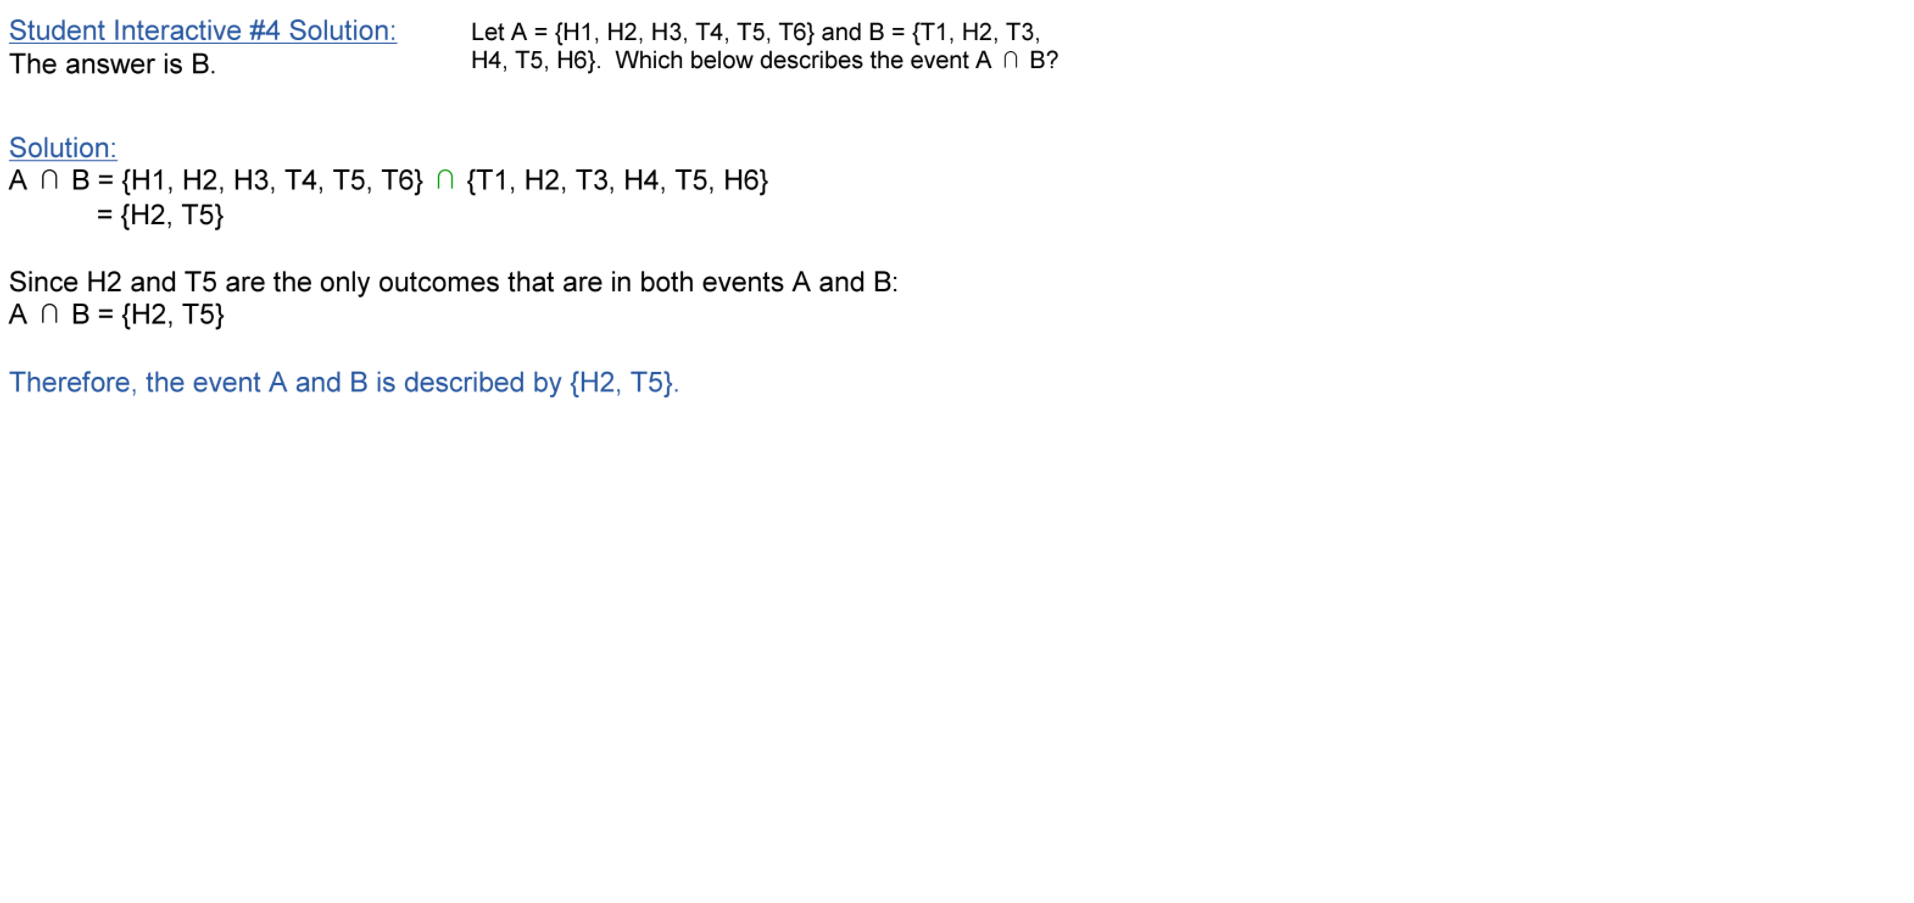 Student Interactive #4 Solution:
The answer is B.
Let A = {H1, H2, H3, T4, T5, T6} and B = {T1, H2, T3,
H4, T5, H6}.  Which below describes the event A ∩ B?
Solution:
A ∩ B = {H1, H2, H3, T4, T5, T6} ∩ {T1, H2, T3, H4, T5, H6}
= {H2, T5}
Since H2 and T5 are the only outcomes that are in both events A and B:
A ∩ B = {H2, T5}
Therefore, the event A and B is described by {H2, T5}.